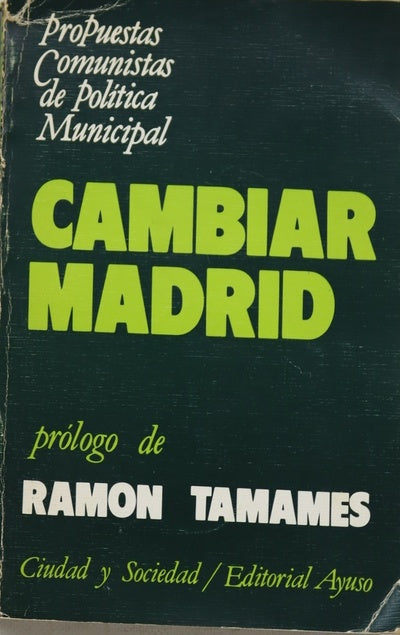 ProPuestas
Comunistas
de Política
Municipal
CAMBIAR
MADRID
prólogo de
RAMON TAMAMES
Ciudad y Sociedad / Editorial Ayuso